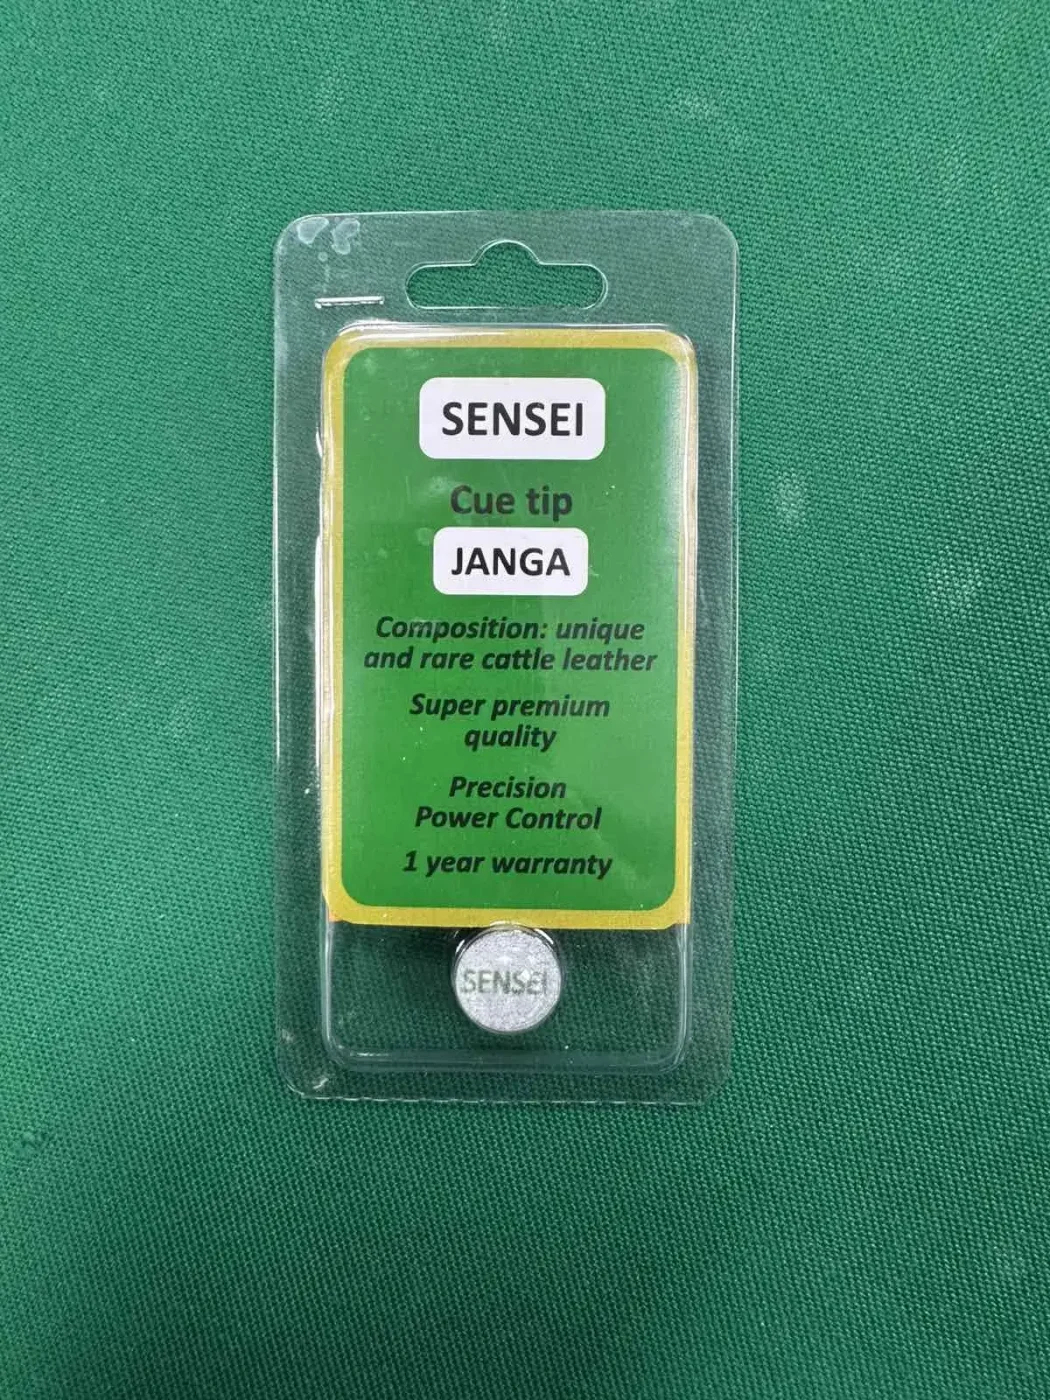 SENSEI
Cue tip
JANGA
Composition: unique
and rare cattle leather
Super premium
quality
Precision
Power Control
1 year warranty
SENSEI